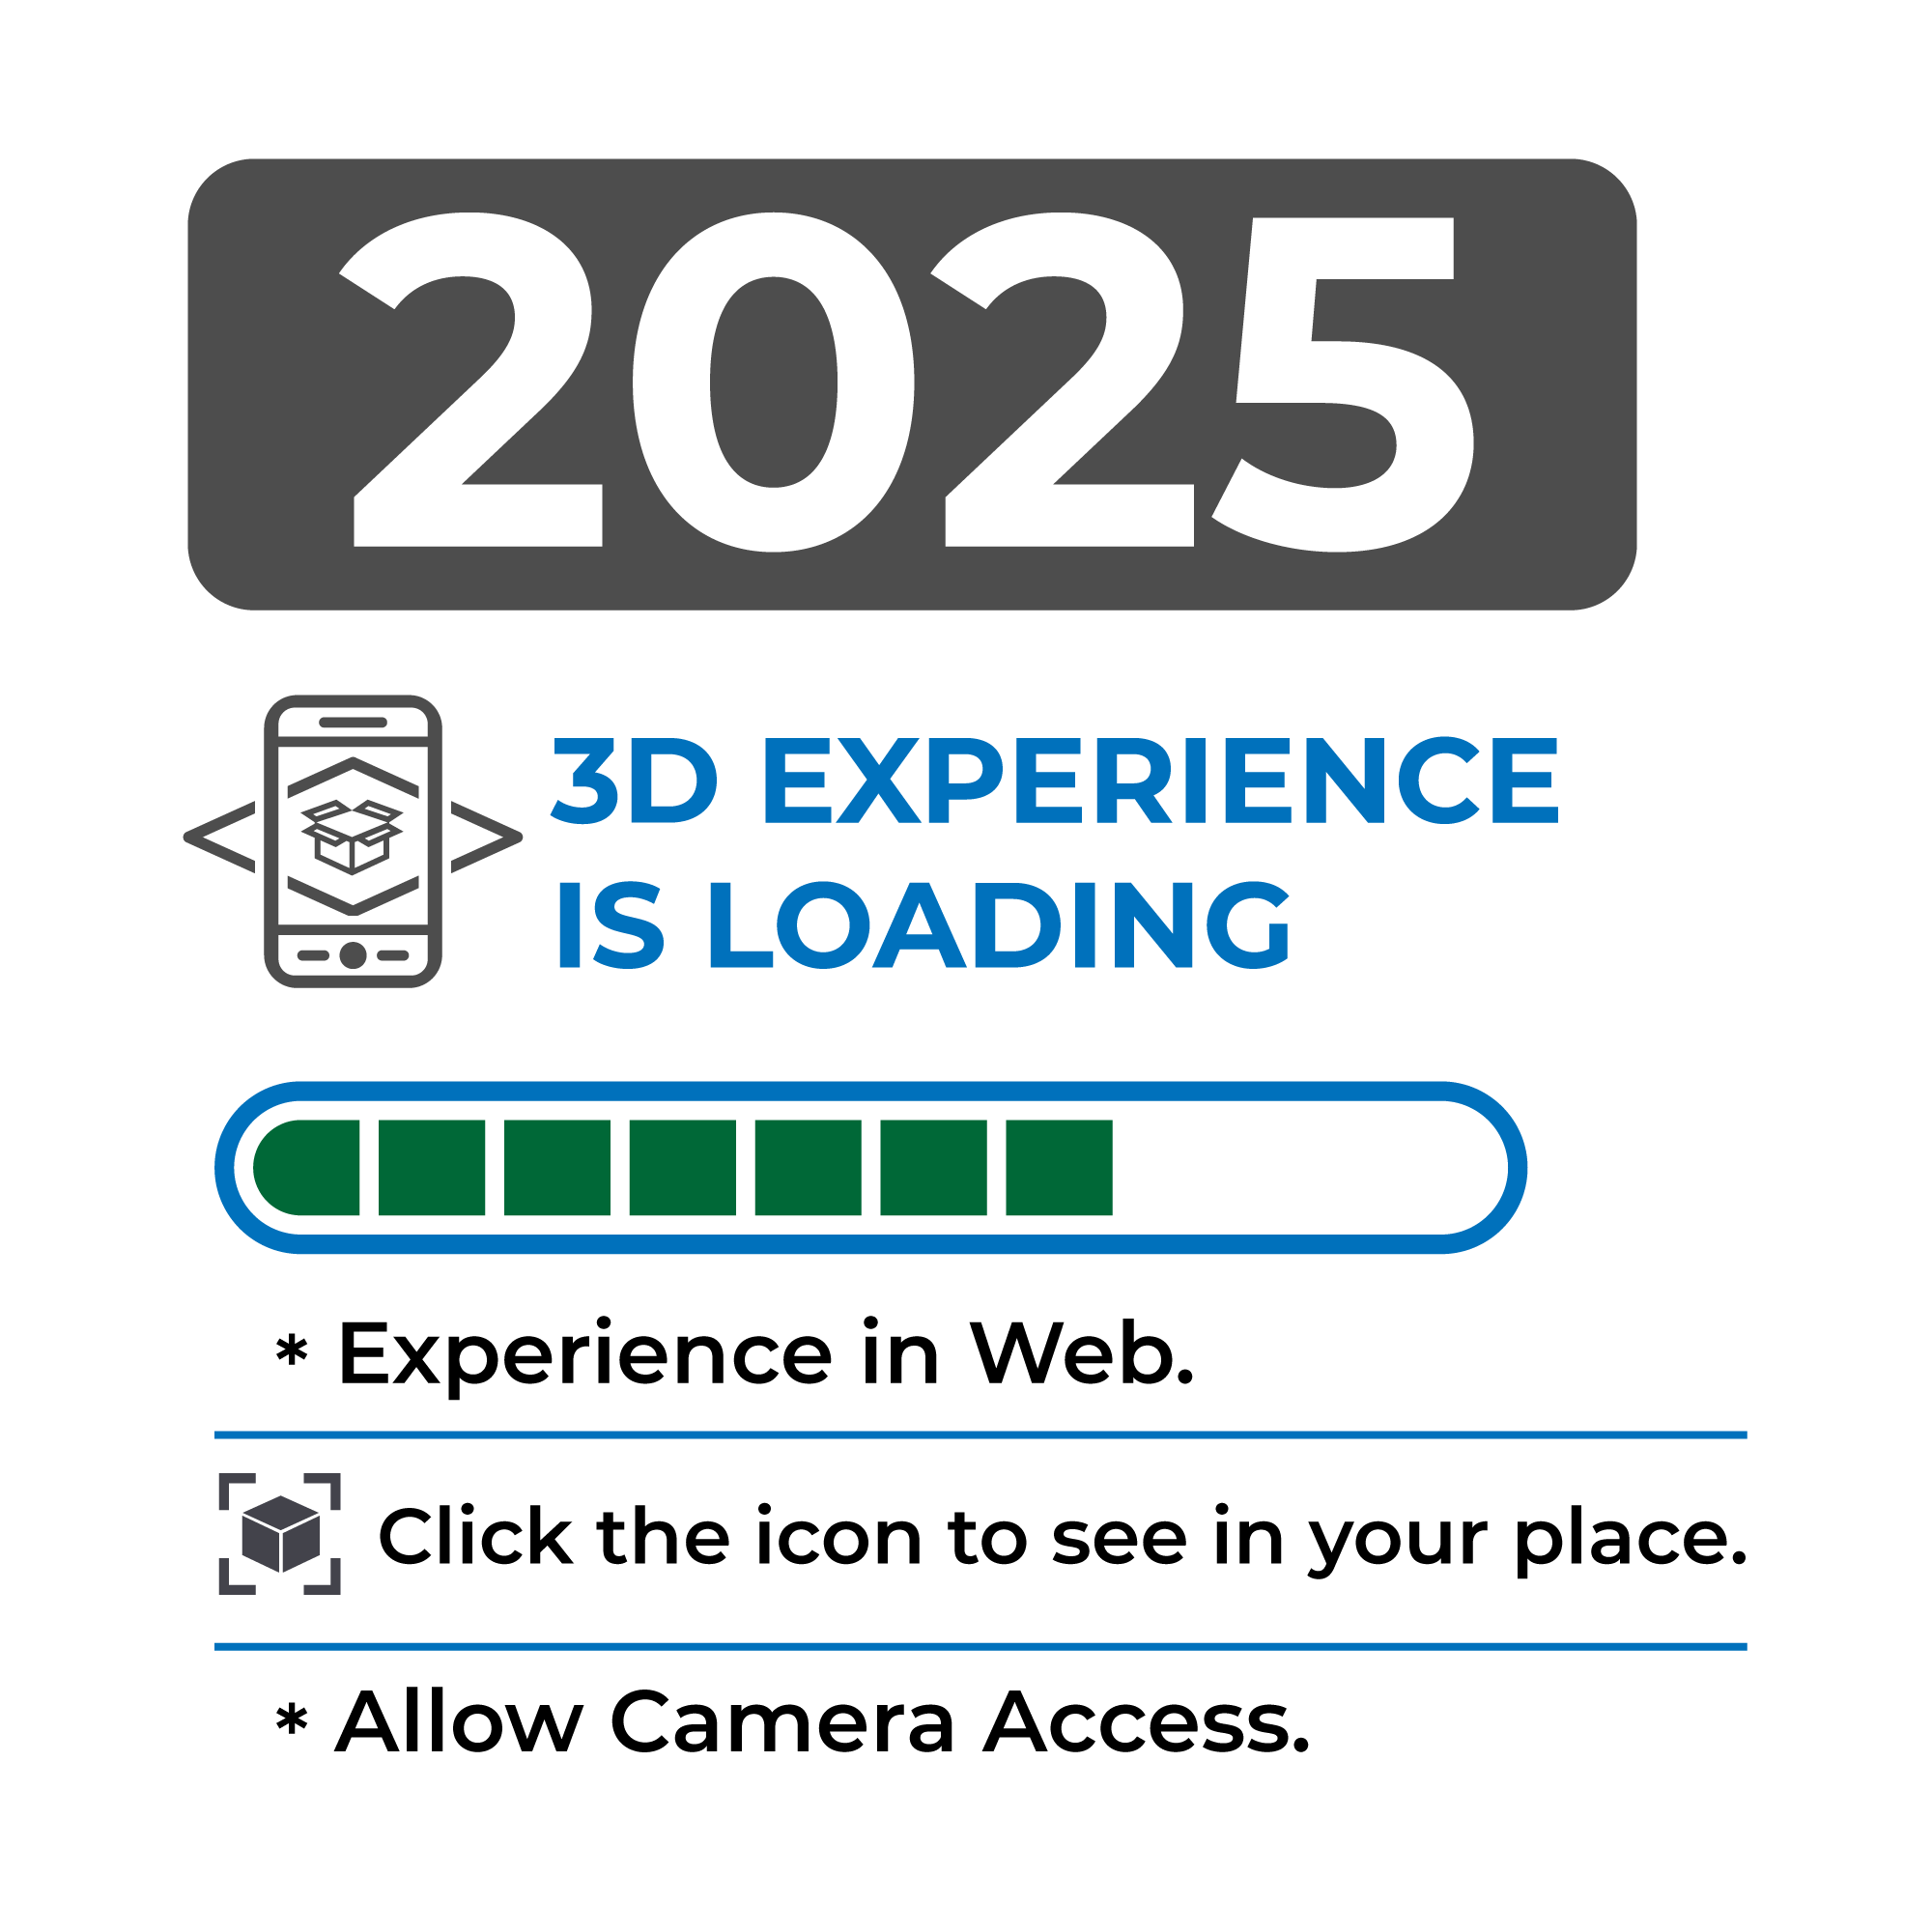 2025
3D EXPERIENCE
IS LOADING
* Experience in Web.
Click the icon to see in your place.
* Allow Camera Access.